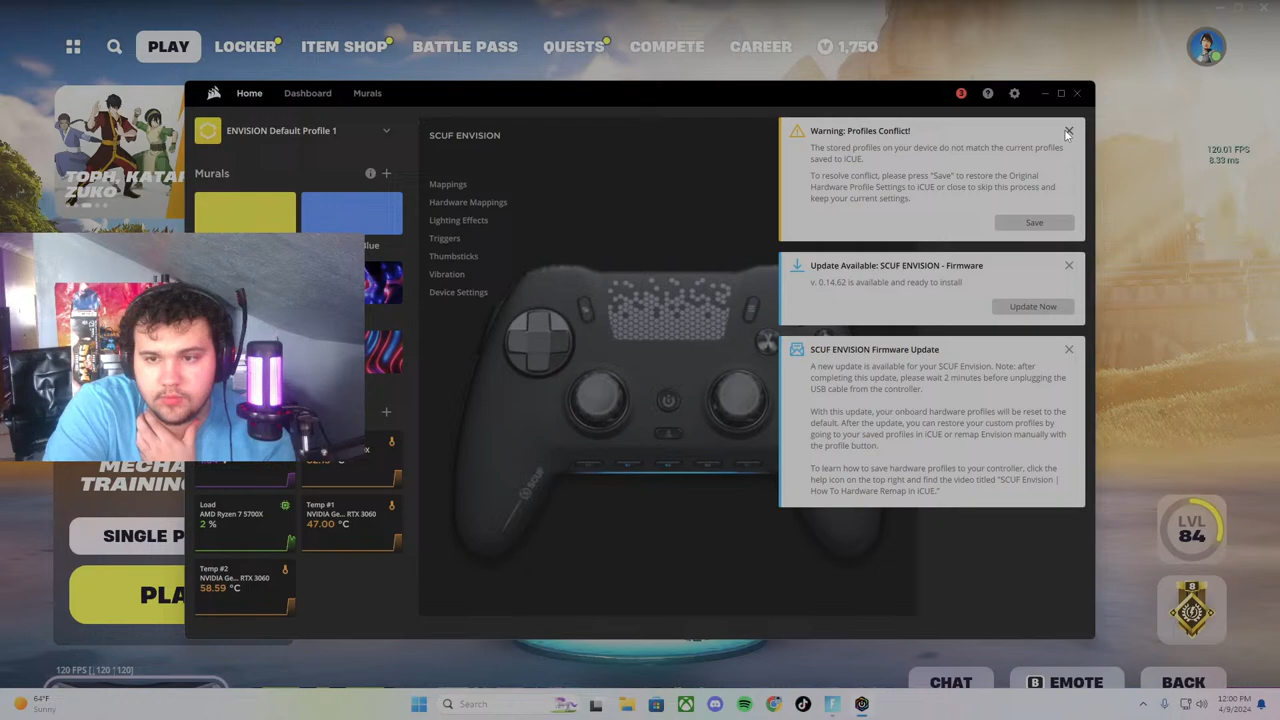 PLAY
LOCKER
ITEM SHOP
BATTLE PASS
QUESTS
COMPETE
CAREER
1,750
TOPH, KATAR
ZUKO
Home
Dashboard
Murals
3
ENVISION Default Profile 1
Murals
SCUF ENVISION
Mappings
Hardware Mappings
Lighting Effects
Triggers
Thumbsticks
Vibration
Device Settings
Warning: Profiles Conflict!
The stored profiles on your device do not match the current profiles
saved to iCUE.
To resolve conflict, please press "Save" to restore the Original
Hardware Profile Settings to iCUE or close to skip this process and
keep your current settings.
Save
Update Available: SCUF ENVISION - Firmware
v. 0.14.62 is available and ready to install
Update Now
SCUF ENVISION Firmware Update
A new update is available for your SCUF Envision. Note: after
completing this update, please wait 2 minutes before unplugging the
USB cable from the controller.
With this update, your onboard hardware profiles will be reset to the
default. After the update, you can restore your custom profiles by
going to your saved profiles in iCUE or remap Envision manually with
the profile button.
To learn how to save hardware profiles to your controller, click the
help icon on the top right and find the video titled "SCUF Envision |
How To Hardware Remap in iCUE."
120.01 FPS
8.33 ms
lue
SCUF
MECHA
TRAINING
SINGLE P
PLA
Load
AMD Ryzen 7 5700X
2 %
Temp #1
NVIDIA Ge... RTX 3060
47.00 °C
Temp #2
NVIDIA Ge... RTX 3060
58.59 °C
LVL
84
8
120 FPS [↓120 ↑120]
CHAT
B EMOTE
BACK
64°F
Sunny
Search
12:00 PM
4/9/2024